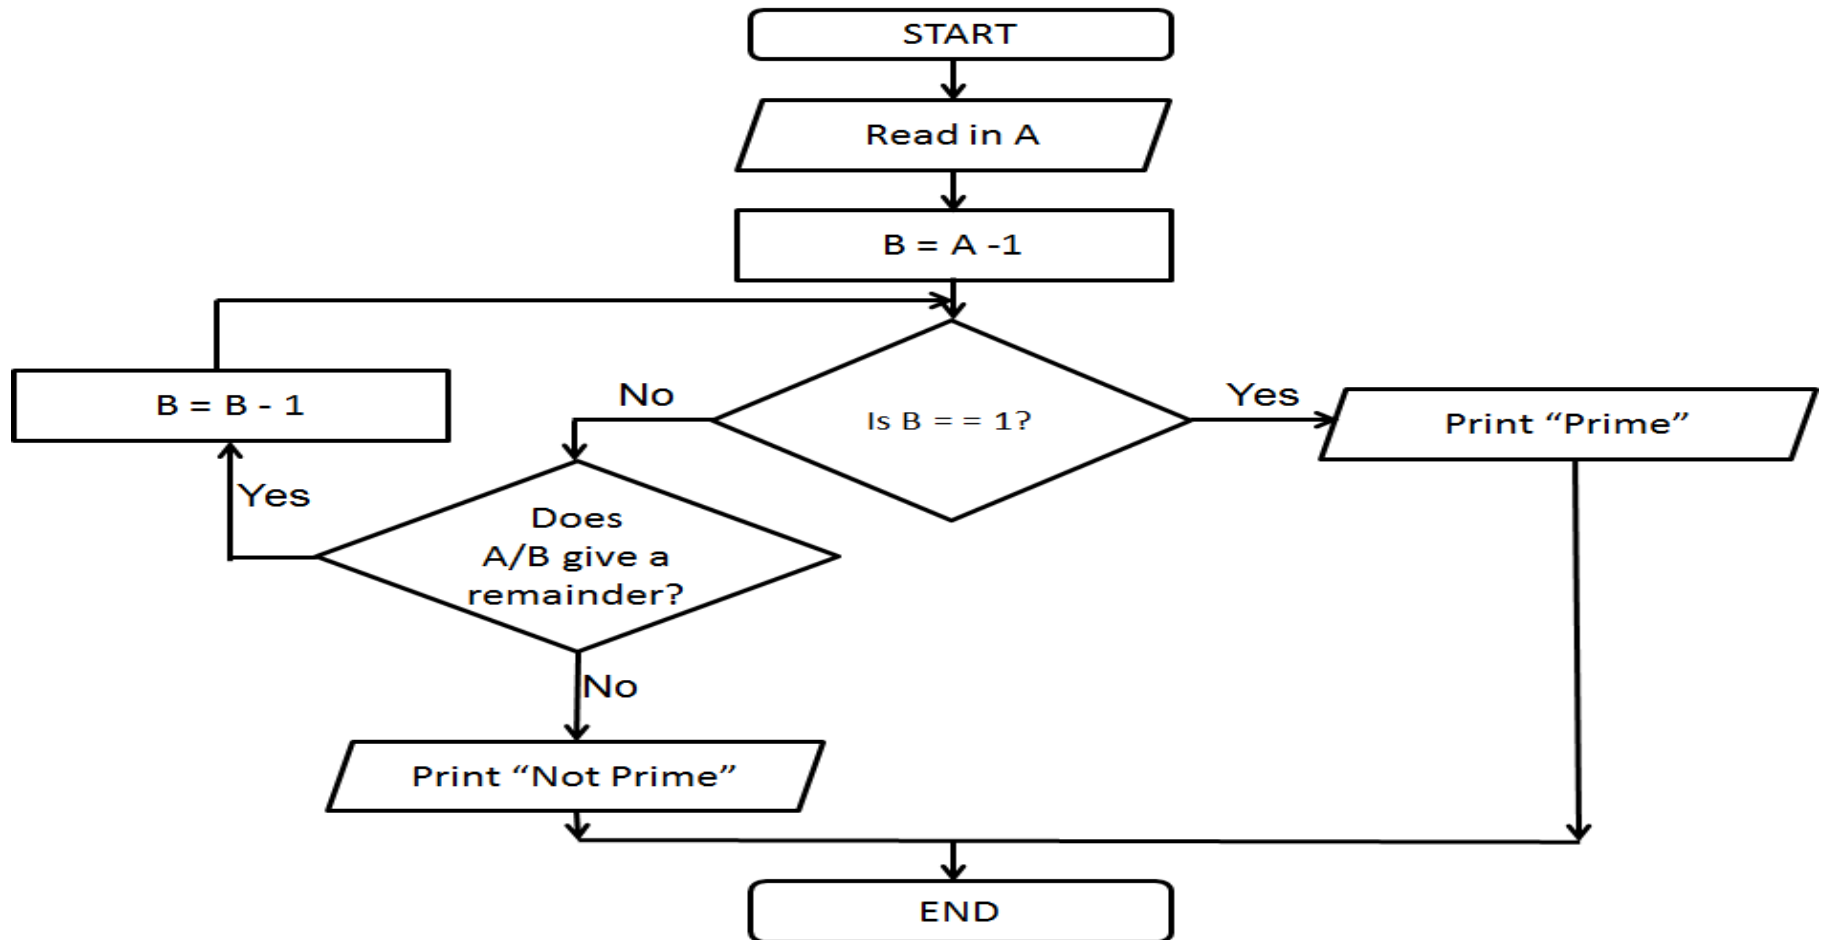 START
Read in A
B = A -1
B = B - 1
No
Is B = = 1?
Yes
Print “Prime”
Yes
Does
A/B give a
remainder?
No
Print “Not Prime”
END